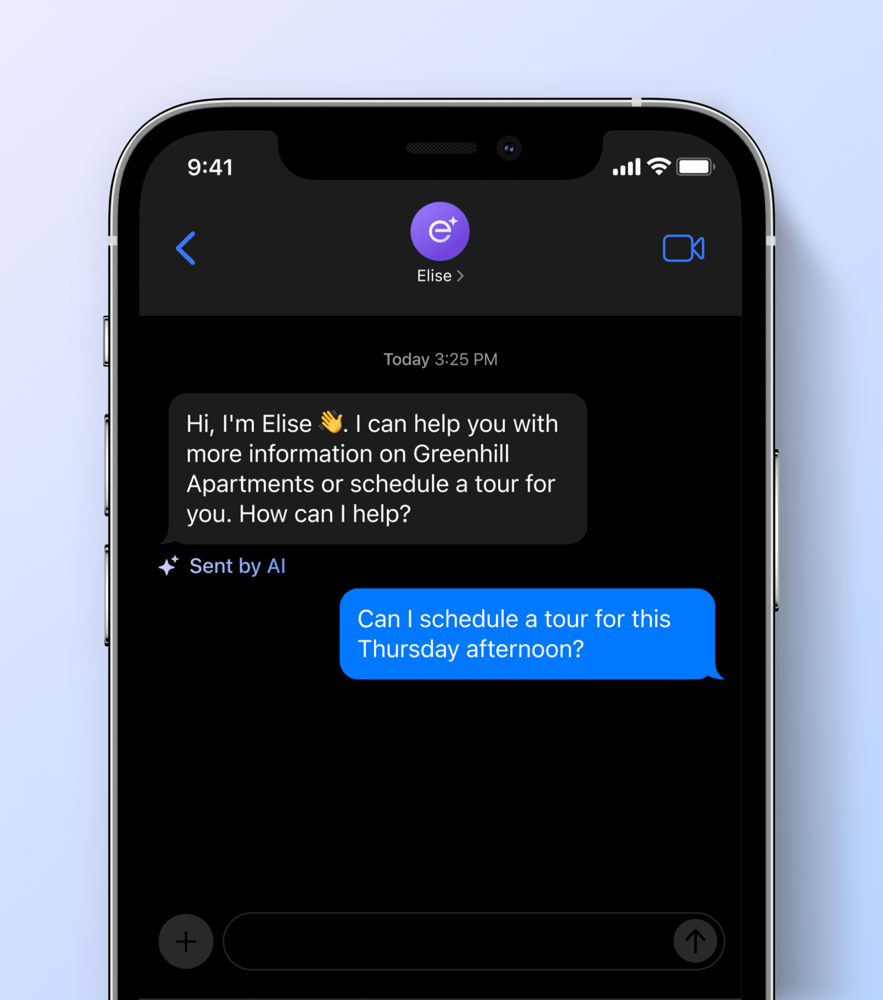 9:41
e
Elise
Today 3:25 PM
Hi, I'm Elise 👋. I can help you with
more information on Greenhill
Apartments or schedule a tour for
you. How can I help?
Sent by AI
Can I schedule a tour for this
Thursday afternoon?